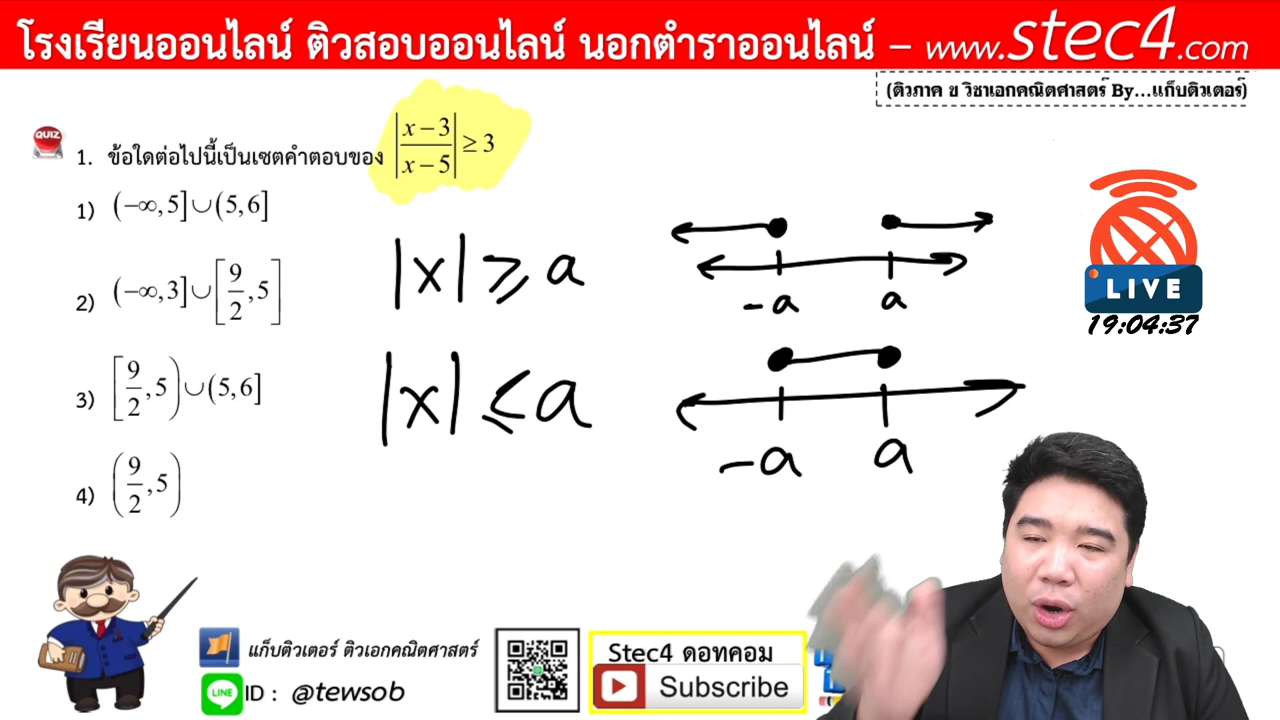 โรงเรียนออนไลน์ ติวสอบออนไลน์ นอกตำราออนไลน์ – www.stec4.com
(ติวภาค ข วิชาเอกคณิตศาสตร์ By...แก็บติวเตอร์)
QUIZ
1. ข้อใดต่อไปนี้เป็นเซตคำตอบของ |(x−3)/(x−5)| ≥ 3
1) (−∞,5]∪(5,6]
2) (−∞,3]∪[9/2,5]
3) [9/2,5)∪(5,6]
4) (9/2,5)
|x| ≥ a
-a a
|x| ≤ a
-a a
LIVE
19:04:37
แก็บติวเตอร์ ติวเอกคณิตศาสตร์
LINE ID : @tewsob
Stec4 ดอทคอม
Subscribe